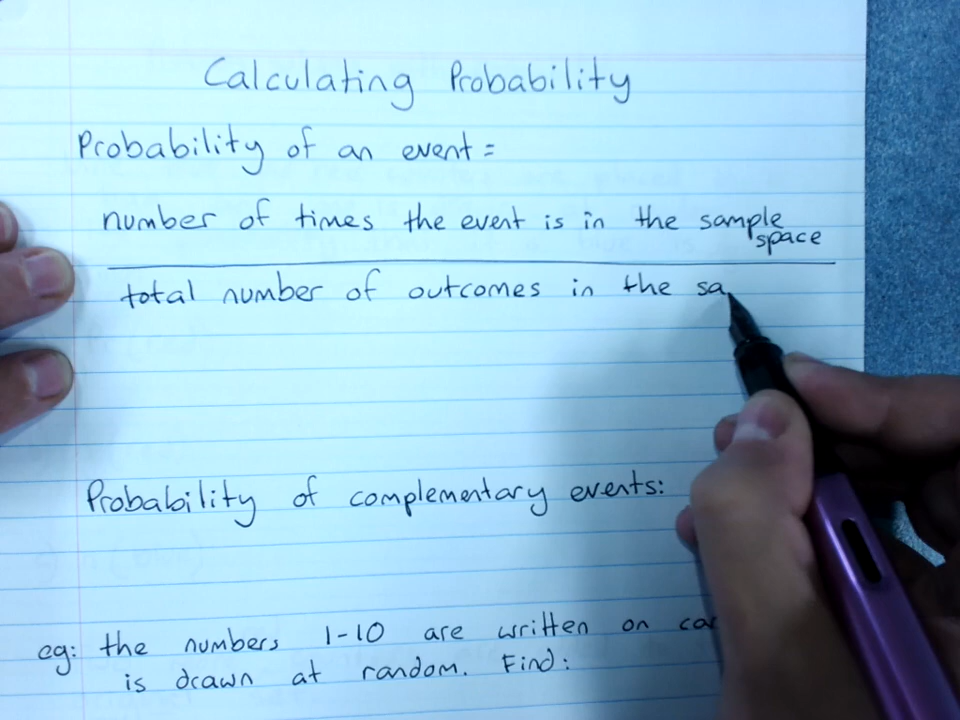 Calculating Probability
Probability of an event =
number of times the event is in the sample
space
total number of outcomes in the sa
Probability of complementary events:
eg: the numbers 1-10 are written on ca
is drawn at random. Find: